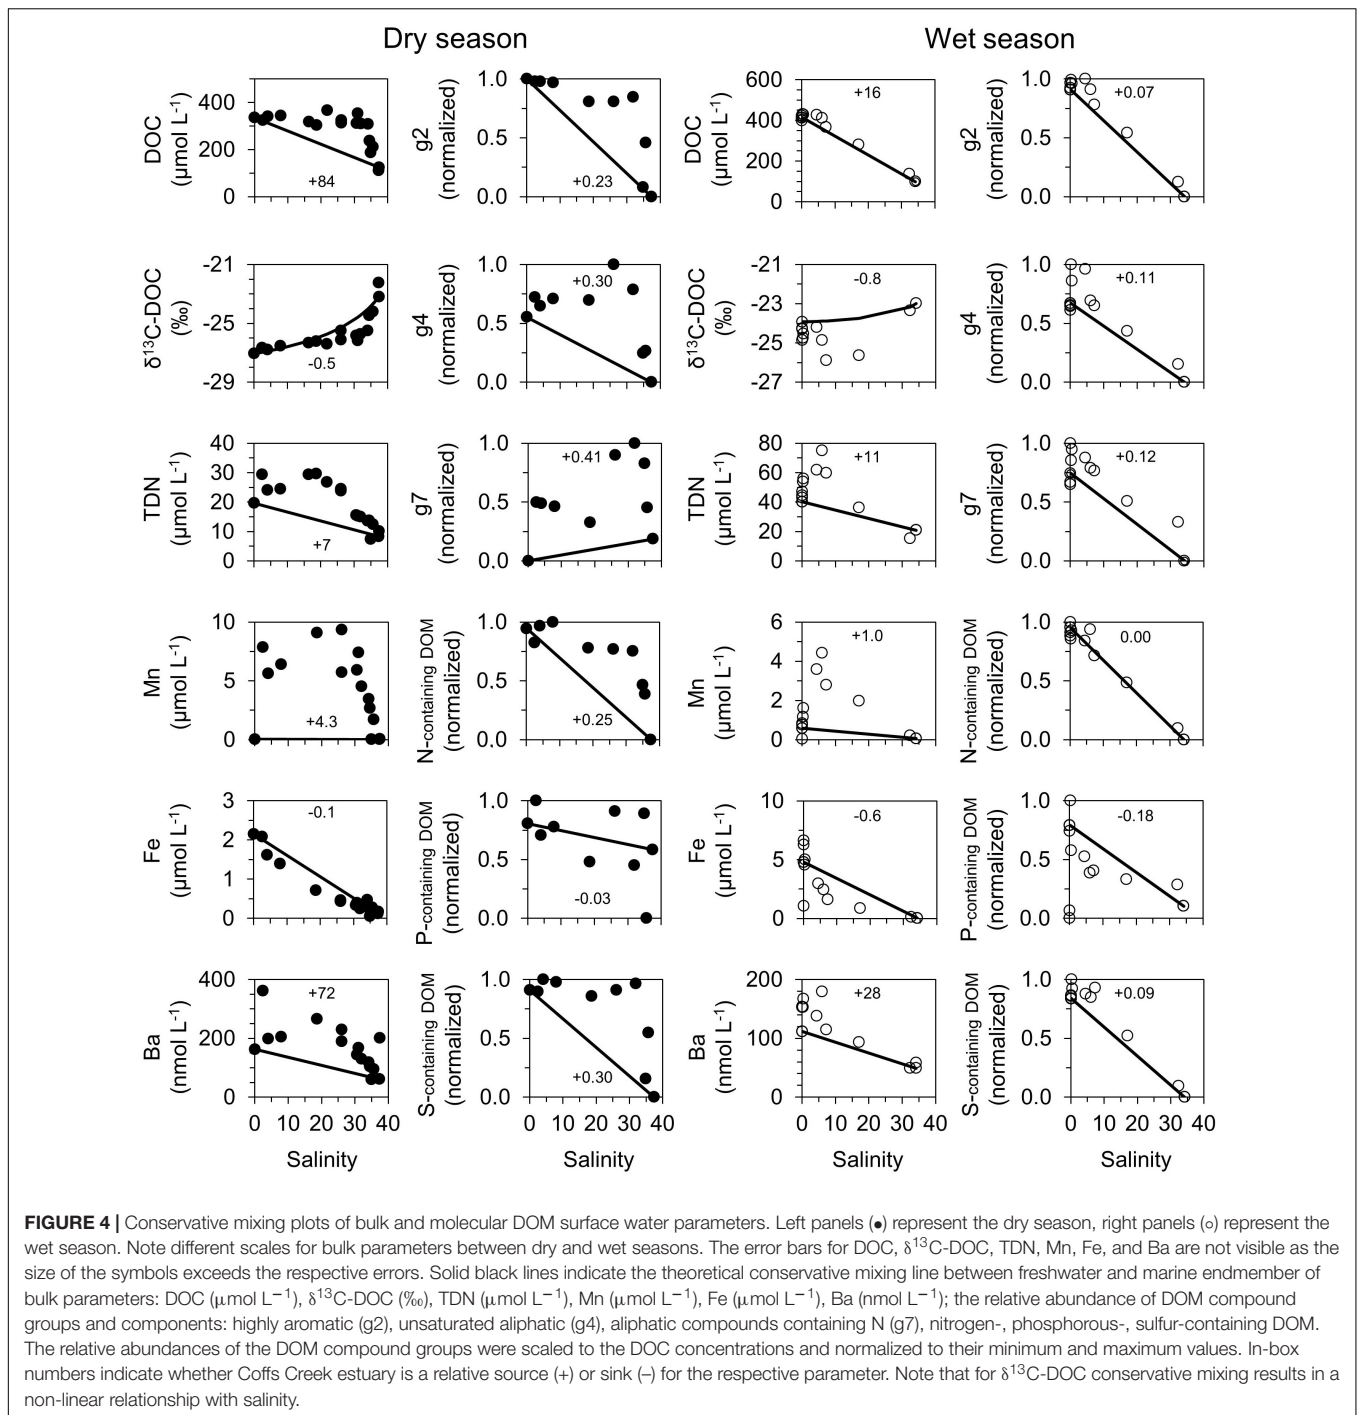 Dry season
Wet season
DOC
(μmol L⁻¹)
400
200
0
+84
g2
(normalized)
1.0
0.5
0.0
+0.23
DOC
(μmol L⁻¹)
600
400
200
0
+16
g2
(normalized)
1.0
0.5
0.0
+0.07
δ¹³C-DOC
(‰)
-21
-25
-29
-0.5
g4
(normalized)
1.0
0.5
0.0
+0.30
δ¹³C-DOC
(‰)
-21
-23
-25
-27
-0.8
g4
(normalized)
1.0
0.5
0.0
+0.11
TDN
(μmol L⁻¹)
40
30
20
10
0
+7
g7
(normalized)
1.0
0.5
0.0
+0.41
TDN
(μmol L⁻¹)
80
60
40
20
0
+11
g7
(normalized)
1.0
0.5
0.0
+0.12
Mn
(μmol L⁻¹)
10
5
0
+4.3
N-containing DOM
(normalized)
1.0
0.5
0.0
+0.25
Mn
(μmol L⁻¹)
6
4
2
0
+1.0
N-containing DOM
(normalized)
1.0
0.5
0.0
0.00
Fe
(μmol L⁻¹)
3
2
1
0
-0.1
P-containing DOM
(normalized)
1.0
0.5
0.0
-0.03
Fe
(μmol L⁻¹)
10
5
0
-0.6
P-containing DOM
(normalized)
1.0
0.5
0.0
-0.18
Ba
(nmol L⁻¹)
400
200
0
+72
0 10 20 30 40
Salinity
S-containing DOM
(normalized)
1.0
0.5
0.0
+0.30
0 10 20 30 40
Salinity
Ba
(nmol L⁻¹)
200
100
0
+28
0 10 20 30 40
Salinity
S-containing DOM
(normalized)
1.0
0.5
0.0
+0.09
0 10 20 30 40
Salinity
FIGURE 4 | Conservative mixing plots of bulk and molecular DOM surface water parameters. Left panels (●) represent the dry season, right panels (○) represent the
wet season. Note different scales for bulk parameters between dry and wet seasons. The error bars for DOC, δ¹³C-DOC, TDN, Mn, Fe, and Ba are not visible as the
size of the symbols exceeds the respective errors. Solid black lines indicate the theoretical conservative mixing line between freshwater and marine endmember of
bulk parameters: DOC (μmol L⁻¹), δ¹³C-DOC (‰), TDN (μmol L⁻¹), Mn (μmol L⁻¹), Fe (μmol L⁻¹), Ba (nmol L⁻¹); the relative abundance of DOM compound
groups and components: highly aromatic (g2), unsaturated aliphatic (g4), aliphatic compounds containing N (g7), nitrogen-, phosphorous-, sulfur-containing DOM.
The relative abundances of the DOM compound groups were scaled to the DOC concentrations and normalized to their minimum and maximum values. In-box
numbers indicate whether Coffs Creek estuary is a relative source (+) or sink (–) for the respective parameter. Note that for δ¹³C-DOC conservative mixing results in a
non-linear relationship with salinity.